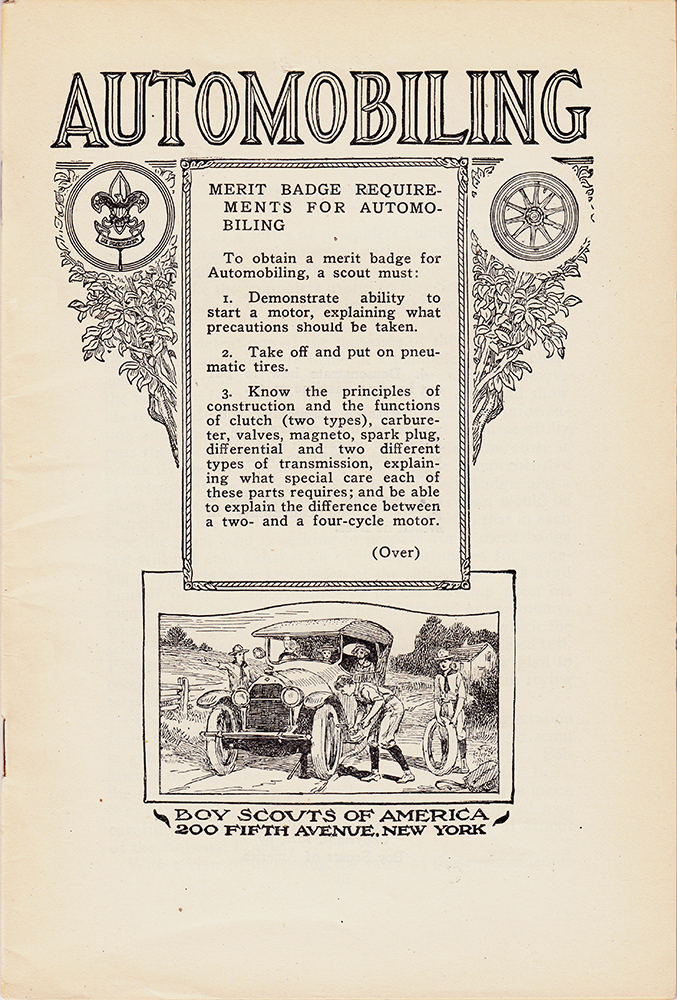 AUTOMOBILING
MERIT BADGE REQUIRE-
MENTS FOR AUTOMO-
BILING
To obtain a merit badge for
Automobiling, a scout must:
1. Demonstrate ability to
start a motor, explaining what
precautions should be taken.
2. Take off and put on pneu-
matic tires.
3. Know the principles of
construction and the functions
of clutch (two types), carbure-
ter, valves, magneto, spark plug,
differential and two different
types of transmission, explain-
ing what special care each of
these parts requires; and be able
to explain the difference between
a two- and a four-cycle motor.
(Over)
BOY SCOUTS OF AMERICA
200 FIFTH AVENUE, NEW YORK